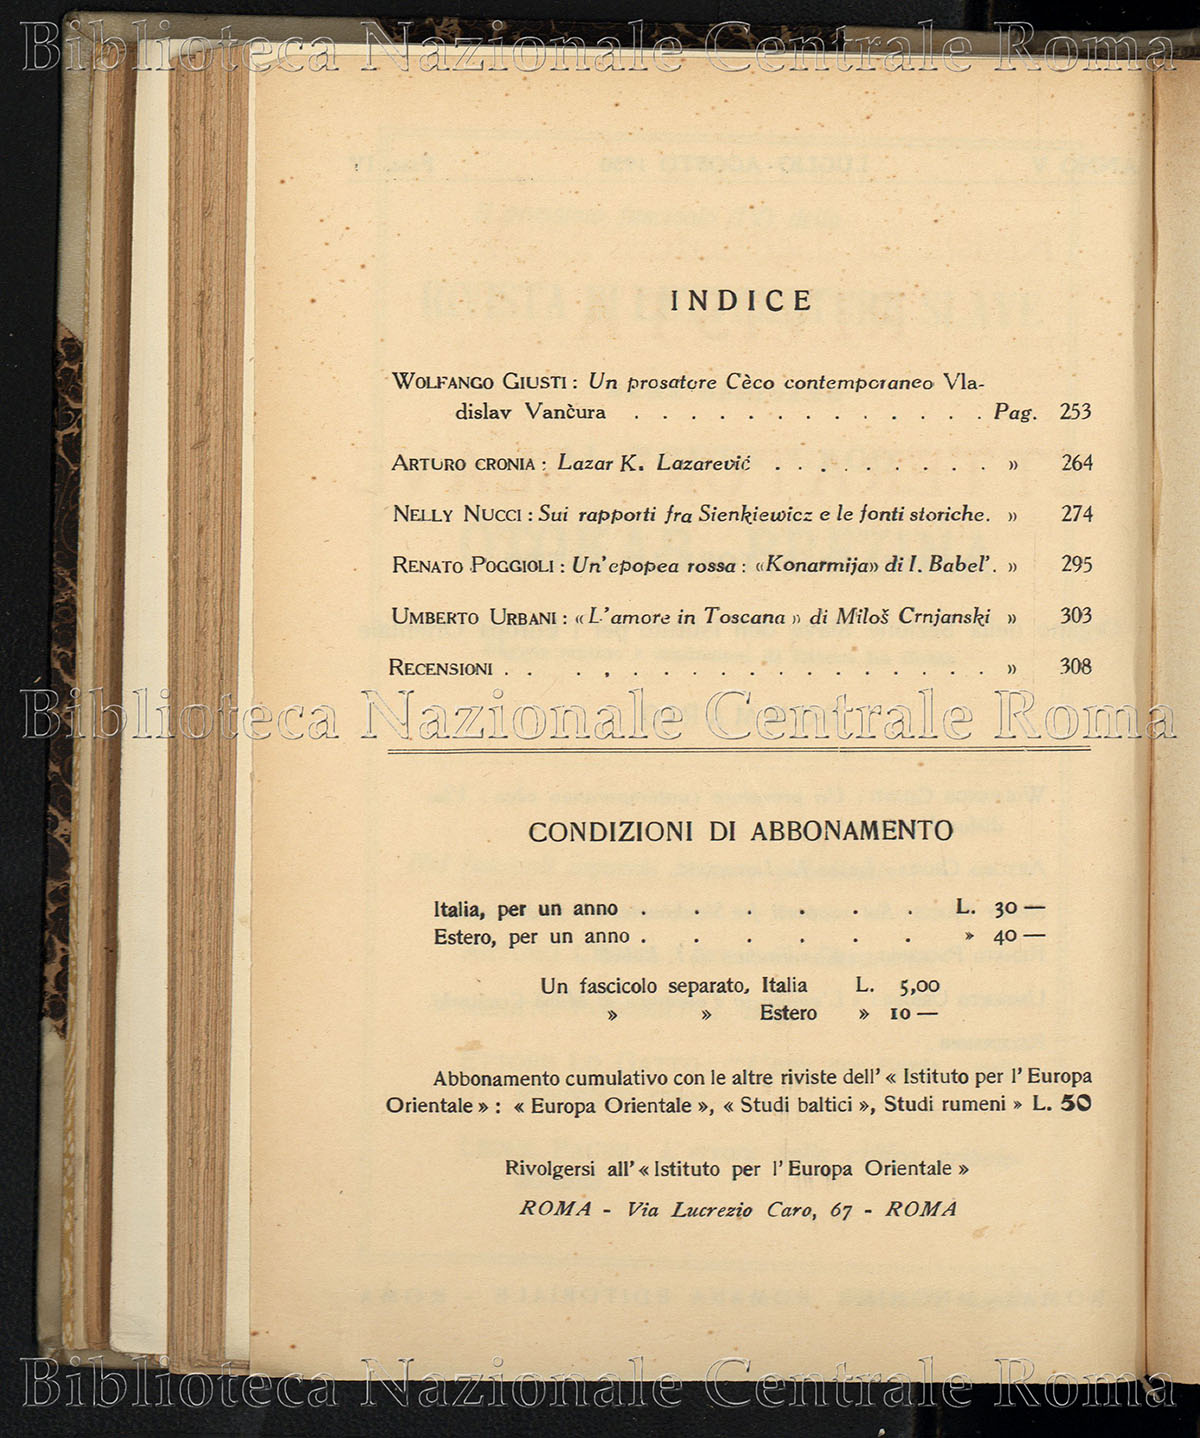 Biblioteca Nazionale Centrale Roma
INDICE
WOLFANGO GIUSTI : Un prosatore Cèco contemporaneo Vla-
dislav Vančura . . . . . . . . . . . . . Pag. 253
ARTURO CRONIA : Lazar K. Lazarević . . . . . . . . . » 264
NELLY NUCCI : Sui rapporti fra Sienkiewicz e le fonti storiche. » 274
RENATO POGGIOLI : Un'epopea rossa : «Konarmija» di I. Babel'. » 295
UMBERTO URBANI : « L'amore in Toscana » di Miloš Crnjanski » 303
RECENSIONI . . . . . . . . . . . . . . . . . » 308
Biblioteca Nazionale Centrale Roma
CONDIZIONI DI ABBONAMENTO
Italia, per un anno . . . . . . L. 30 —
Estero, per un anno . . . . . . » 40 —
Un fascicolo separato, Italia L. 5,00
» » Estero » 10 —
Abbonamento cumulativo con le altre riviste dell' « Istituto per l' Europa
Orientale » : « Europa Orientale », « Studi baltici », Studi rumeni » L. 50
Rivolgersi all' « Istituto per l' Europa Orientale »
ROMA - Via Lucrezio Caro, 67 - ROMA
Biblioteca Nazionale Centrale Roma